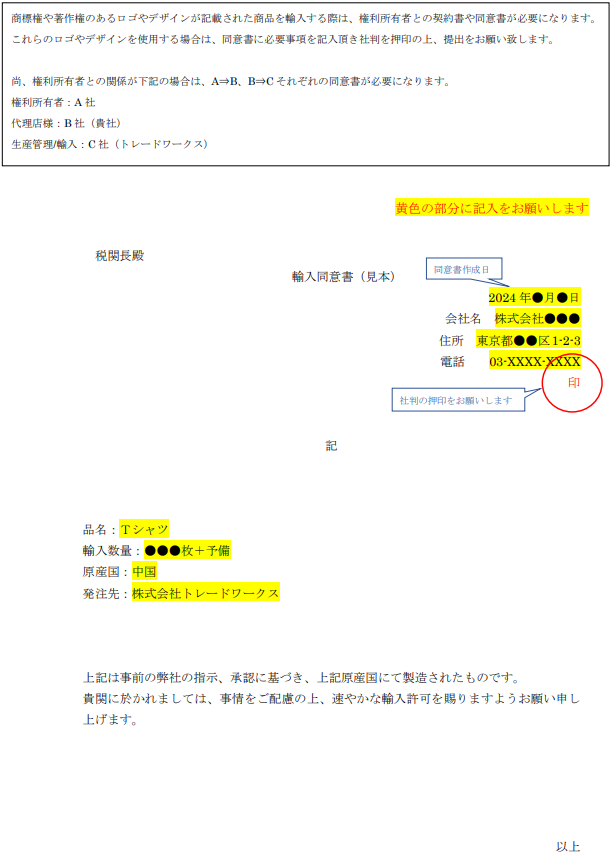 商標権や著作権のあるロゴやデザインが記載された商品を輸入する際は、権利所有者との契約書や同意書が必要になります。
これらのロゴやデザインを使用する場合は、同意書に必要事項を記入頂き社判を押印の上、提出をお願い致します。
尚、権利所有者との関係が下記の場合は、A⇒B、B⇒C それぞれの同意書が必要になります。
権利所有者：A 社
代理店様：B 社（貴社）
生産管理/輸入：C 社（トレードワークス）
黄色の部分に記入をお願いします
税関長殿
輸入同意書（見本）
同意書作成日
2024 年●月●日
会社名 株式会社●●●
住所 東京都●●区 1-2-3
電話 03-XXXX-XXXX
印
社判の押印をお願いします
記
品名：Ｔシャツ
輸入数量：●●●枚＋予備
原産国：中国
発注先：株式会社トレードワークス
上記は事前の弊社の指示、承認に基づき、上記原産国にて製造されたものです。
貴関に於かれましては、事情をご配慮の上、速やかな輸入許可を賜りますようお願い申し
上げます。
以上